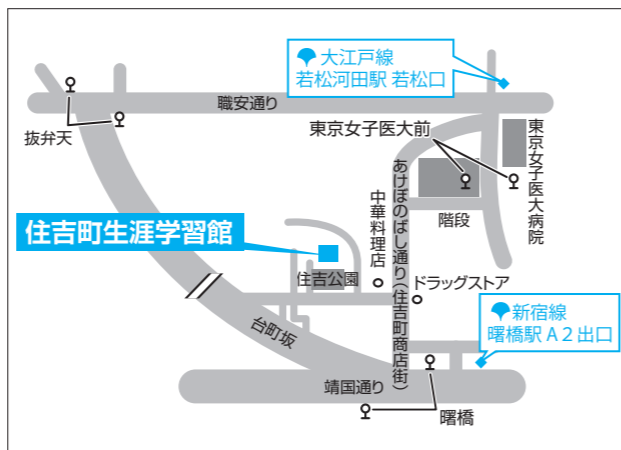 大江戸線
若松河田駅 若松口
職安通り
抜弁天
東京女子医大前
東京女子医大病院
あけぼのばし通り(住吉町商店街)
中華料理店
階段
住吉町生涯学習館
住吉公園
ドラッグストア
新宿線
曙橋駅 A2出口
台町坂
靖国通り
曙橋